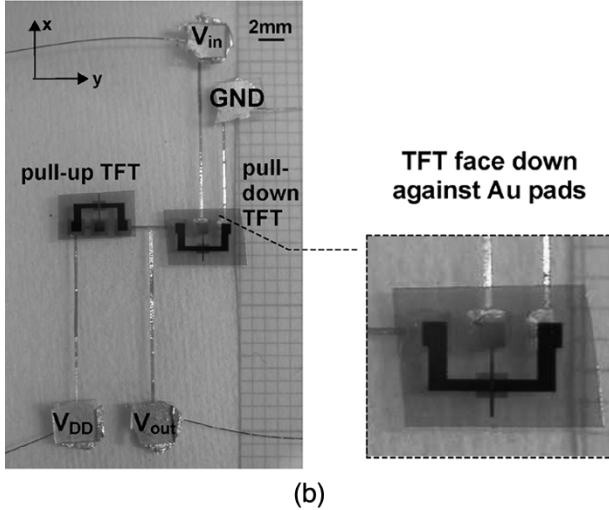 x
y
Vin
2mm
GND
pull-up TFT
pull-
down
TFT
TFT face down
against Au pads
VDD
Vout
(b)